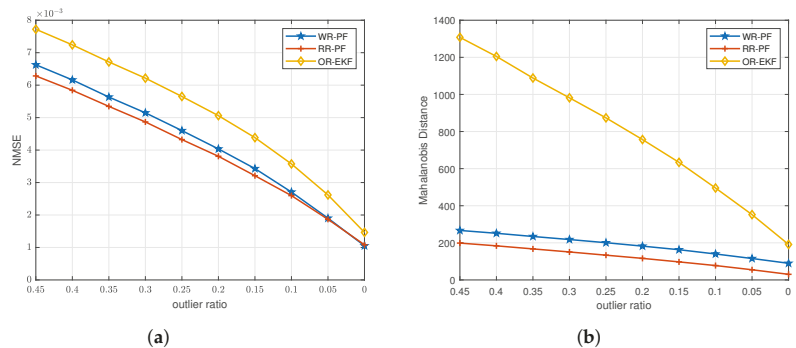 ×10⁻³
8
7
6
5
4
3
2
1
0
NMSE
0.45 0.4 0.35 0.3 0.25 0.2 0.15 0.1 0.05 0
outlier ratio
WR-PF
RR-PF
OR-EKF
(a)
1400
1200
1000
800
600
400
200
0
Mahalanobis Distance
0.45 0.4 0.35 0.3 0.25 0.2 0.15 0.1 0.05 0
outlier ratio
WR-PF
RR-PF
OR-EKF
(b)